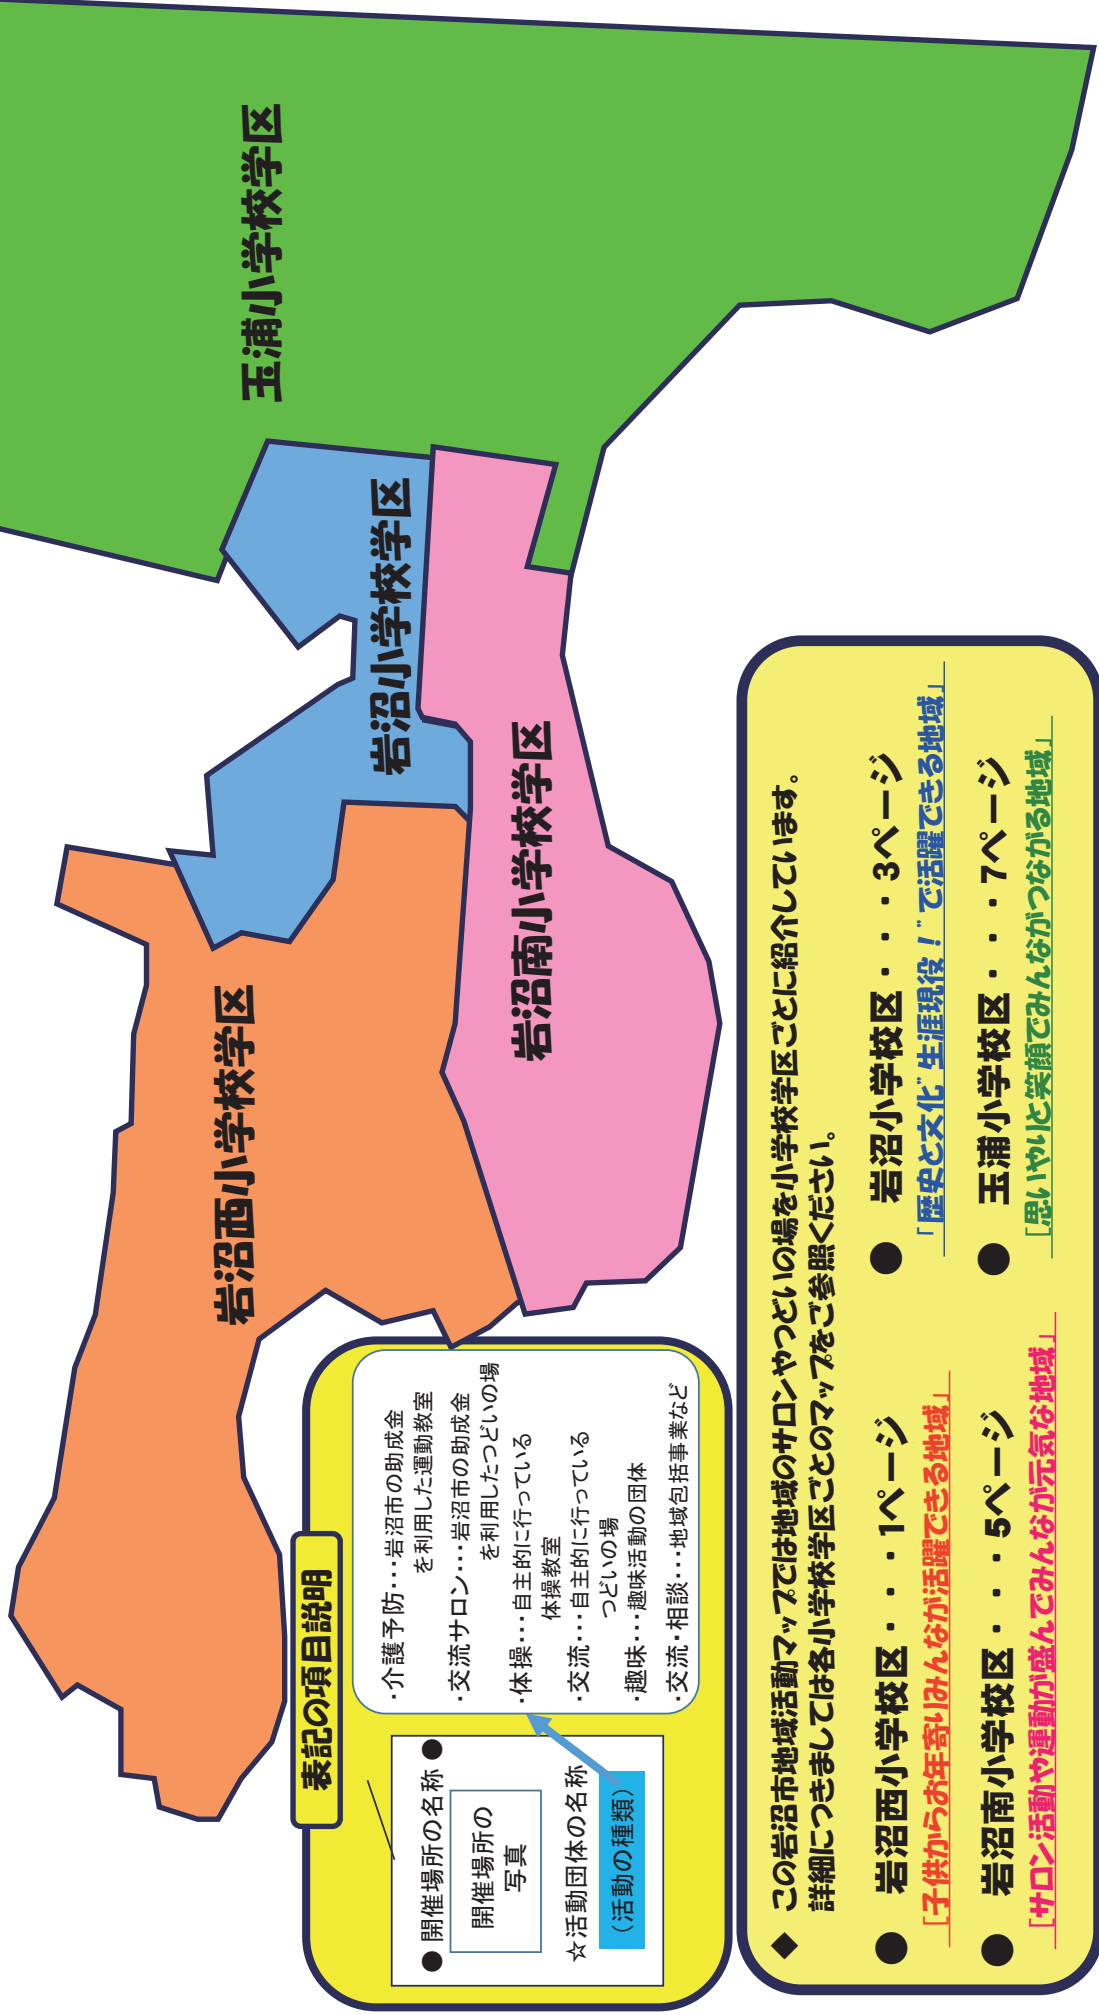 玉浦小学校学区
岩沼小学校学区
岩沼西小学校学区
岩沼南小学校学区
表記の項目説明
● 開催場所の名称 ●
開催場所の
写真
☆活動団体の名称
（活動の種類）
・介護予防・・・岩沼市の助成金
を利用した運動教室
・交流サロン・・・岩沼市の助成金
を利用したつどいの場
・体操・・・自主的に行っている
体操教室
・交流・・・自主的に行っている
つどいの場
・趣味・・・趣味活動の団体
・交流・相談・・・地域包括事業など
◆ この岩沼市地域活動マップでは地域のサロンやつどいの場を小学校学区ごとに紹介しています。
詳細につきましては各小学校学区ごとのマップをご参照ください。
● 岩沼西小学校区・・・1ページ
「子供からお年寄りみんなが活躍できる地域」
● 岩沼小学校区・・・3ページ
「歴史と文化“生涯現役！”で活躍できる地域」
● 岩沼南小学校区・・・5ページ
「サロン活動や運動が盛んでみんなが元気な地域」
● 玉浦小学校区・・・7ページ
「思いやりと笑顔でみんながつながる地域」